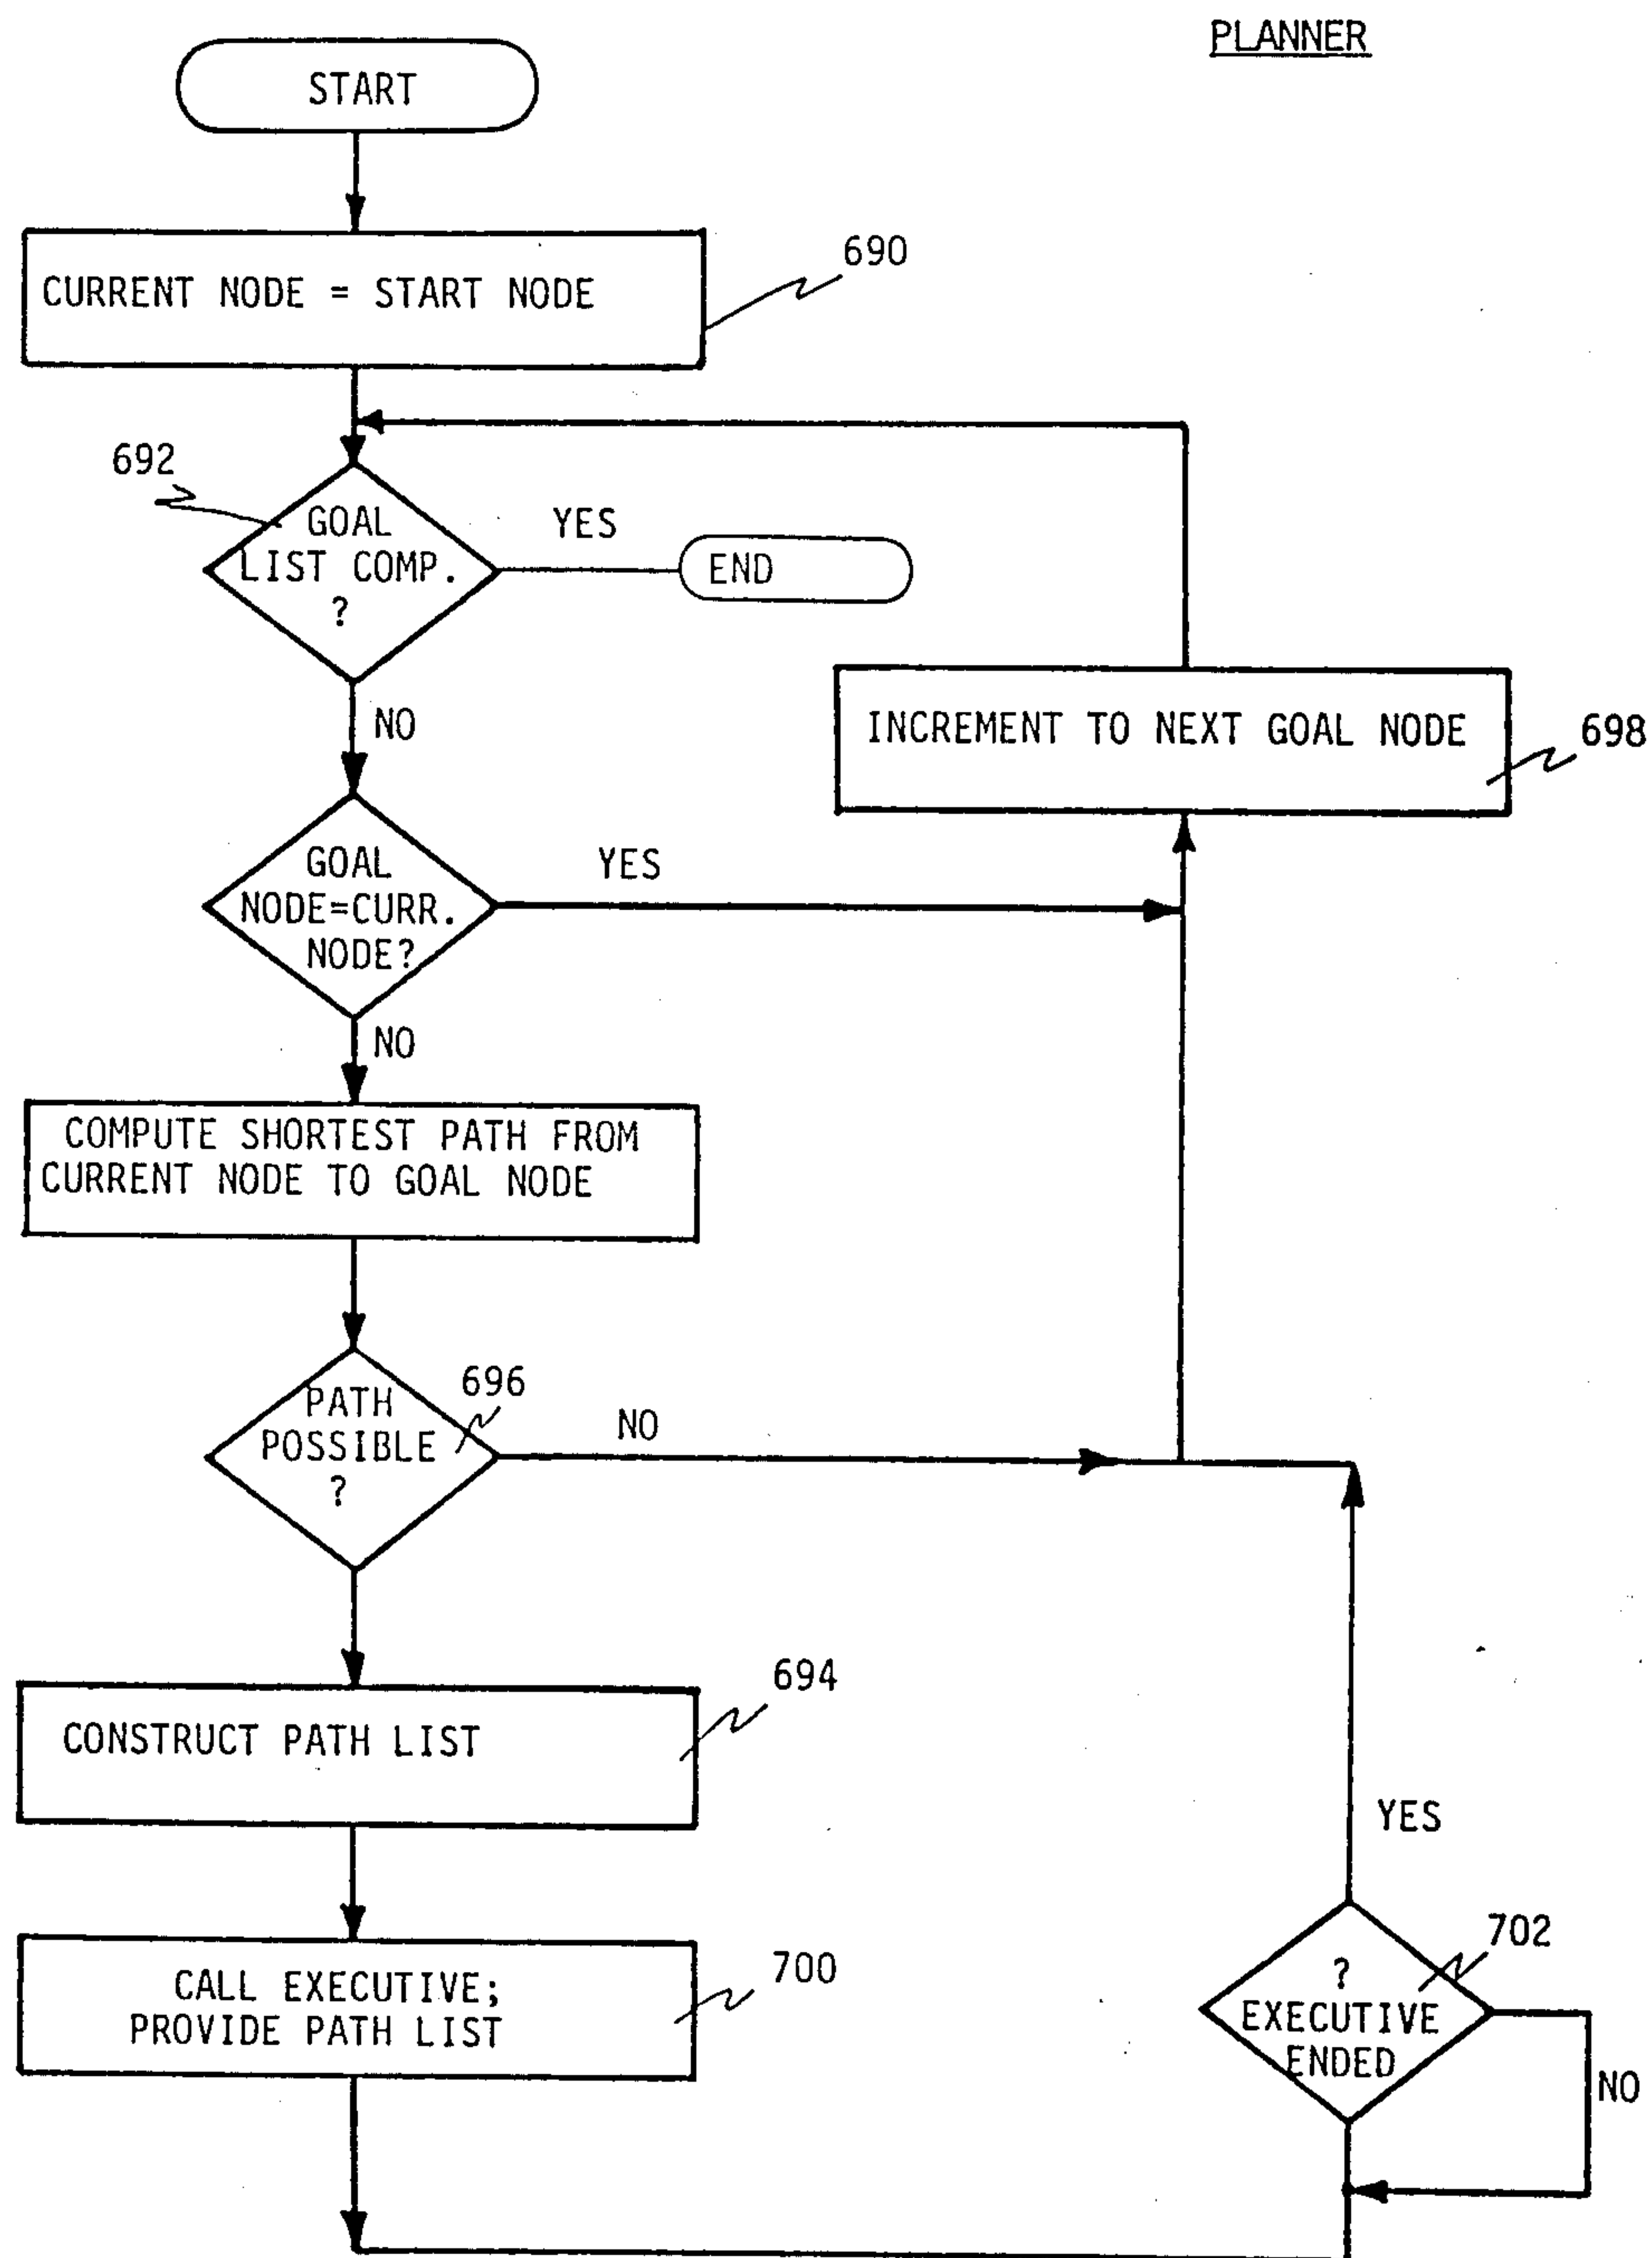 PLANNER
START
690
CURRENT NODE = START NODE
692
GOAL
LIST COMP.
?
YES
END
NO
INCREMENT TO NEXT GOAL NODE
698
GOAL
NODE=CURR.
NODE?
YES
NO
COMPUTE SHORTEST PATH FROM
CURRENT NODE TO GOAL NODE
696
PATH
POSSIBLE
?
NO
694
CONSTRUCT PATH LIST
YES
702
700
CALL EXECUTIVE;
PROVIDE PATH LIST
?
EXECUTIVE
ENDED
NO